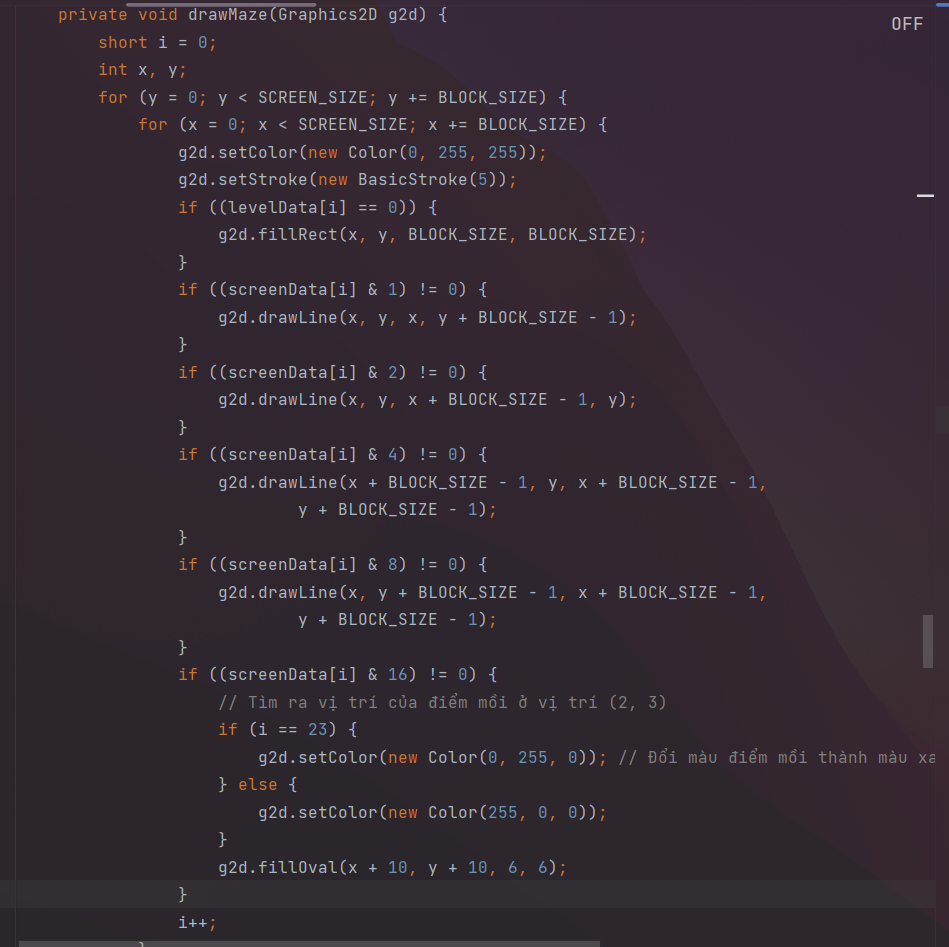 private void drawMaze(Graphics2D g2d) {
OFF
short i = 0;
int x, y;
for (y = 0; y < SCREEN_SIZE; y += BLOCK_SIZE) {
for (x = 0; x < SCREEN_SIZE; x += BLOCK_SIZE) {
g2d.setColor(new Color(0, 255, 255));
g2d.setStroke(new BasicStroke(5));
if ((levelData[i] == 0)) {
g2d.fillRect(x, y, BLOCK_SIZE, BLOCK_SIZE);
}
if ((screenData[i] & 1) != 0) {
g2d.drawLine(x, y, x, y + BLOCK_SIZE - 1);
}
if ((screenData[i] & 2) != 0) {
g2d.drawLine(x, y, x + BLOCK_SIZE - 1, y);
}
if ((screenData[i] & 4) != 0) {
g2d.drawLine(x + BLOCK_SIZE - 1, y, x + BLOCK_SIZE - 1,
y + BLOCK_SIZE - 1);
}
if ((screenData[i] & 8) != 0) {
g2d.drawLine(x, y + BLOCK_SIZE - 1, x + BLOCK_SIZE - 1,
y + BLOCK_SIZE - 1);
}
if ((screenData[i] & 16) != 0) {
// Tìm ra vị trí của điểm mồi ở vị trí (2, 3)
if (i == 23) {
g2d.setColor(new Color(0, 255, 0)); // Đổi màu điểm mồi thành màu xa
} else {
g2d.setColor(new Color(255, 0, 0));
}
g2d.fillOval(x + 10, y + 10, 6, 6);
}
i++;